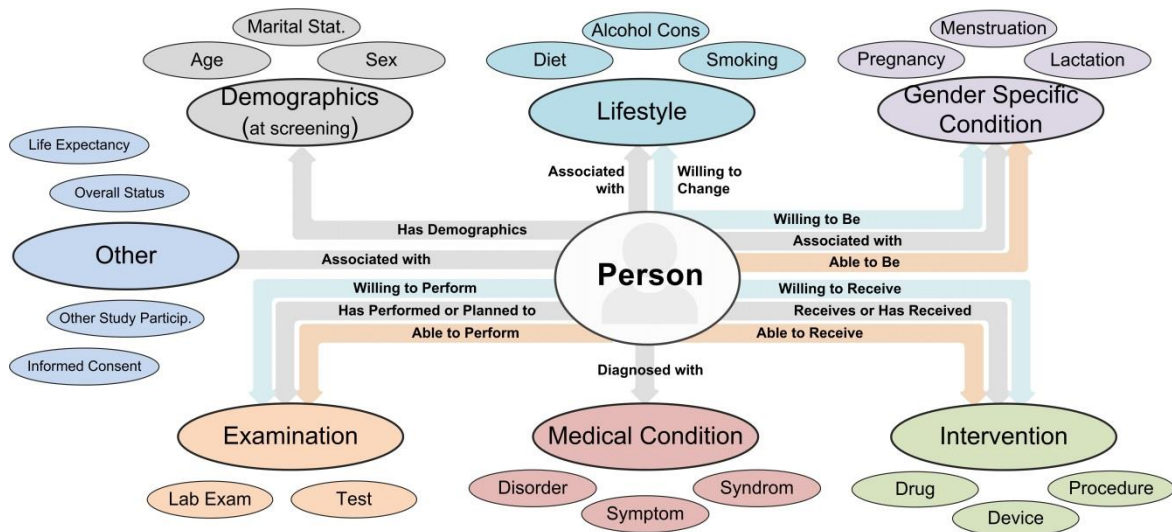 Marital Stat.
Age
Sex
Demographics
(at screening)
Alcohol Cons
Diet
Smoking
Lifestyle
Menstruation
Pregnancy
Lactation
Gender Specific
Condition
Life Expectancy
Overall Status
Other
Other Study Particip.
Informed Consent
Associated
with
Willing to
Change
Has Demographics
Associated with
Willing to Be
Associated with
Able to Be
Person
Willing to Perform
Has Performed or Planned to
Able to Perform
Willing to Receive
Receives or Has Received
Able to Receive
Diagnosed with
Examination
Lab Exam
Test
Medical Condition
Disorder
Symptom
Syndrom
Intervention
Drug
Device
Procedure